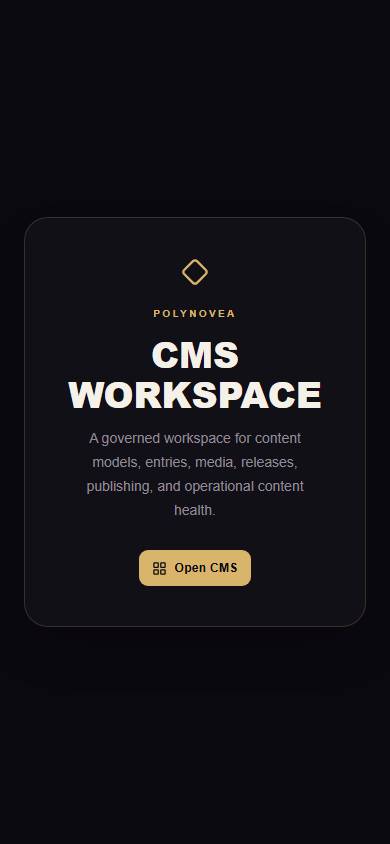 POLYNOVEA
CMS
WORKSPACE
A governed workspace for content
models, entries, media, releases,
publishing, and operational content
health.
Open CMS